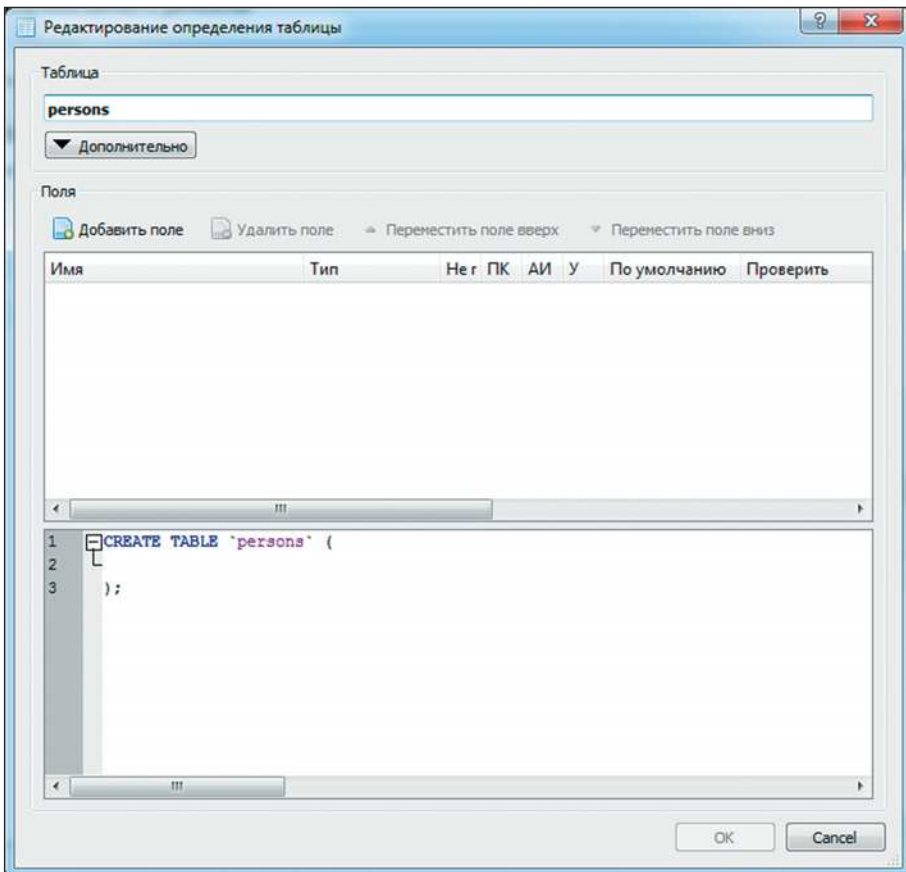 Редактирование определения таблицы
Таблица
persons
Дополнительно
Поля
Добавить поле Удалить поле Переместить поле вверх Переместить поле вниз
Имя Тип Не г ПК АИ У По умолчанию Проверить
1 CREATE TABLE `persons` (
2
3 );
OK Cancel